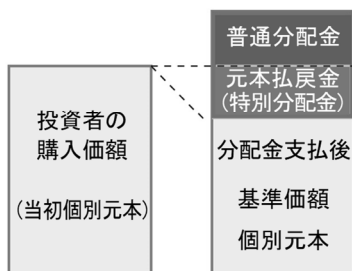 投資者の
購入価額
(当初個別元本)
普通分配金
元本払戻金
(特別分配金)
分配金支払後
基準価額
個別元本